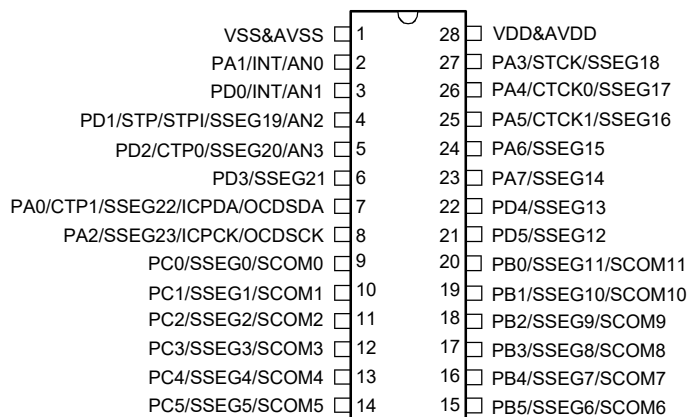 VSS&AVSS 1 28 VDD&AVDD
PA1/INT/AN0 2 27 PA3/STCK/SSEG18
PD0/INT/AN1 3 26 PA4/CTCK0/SSEG17
PD1/STP/STPI/SSEG19/AN2 4 25 PA5/CTCK1/SSEG16
PD2/CTP0/SSEG20/AN3 5 24 PA6/SSEG15
PD3/SSEG21 6 23 PA7/SSEG14
PA0/CTP1/SSEG22/ICPDA/OCDSDA 7 22 PD4/SSEG13
PA2/SSEG23/ICPCK/OCDSCK 8 21 PD5/SSEG12
PC0/SSEG0/SCOM0 9 20 PB0/SSEG11/SCOM11
PC1/SSEG1/SCOM1 10 19 PB1/SSEG10/SCOM10
PC2/SSEG2/SCOM2 11 18 PB2/SSEG9/SCOM9
PC3/SSEG3/SCOM3 12 17 PB3/SSEG8/SCOM8
PC4/SSEG4/SCOM4 13 16 PB4/SSEG7/SCOM7
PC5/SSEG5/SCOM5 14 15 PB5/SSEG6/SCOM6